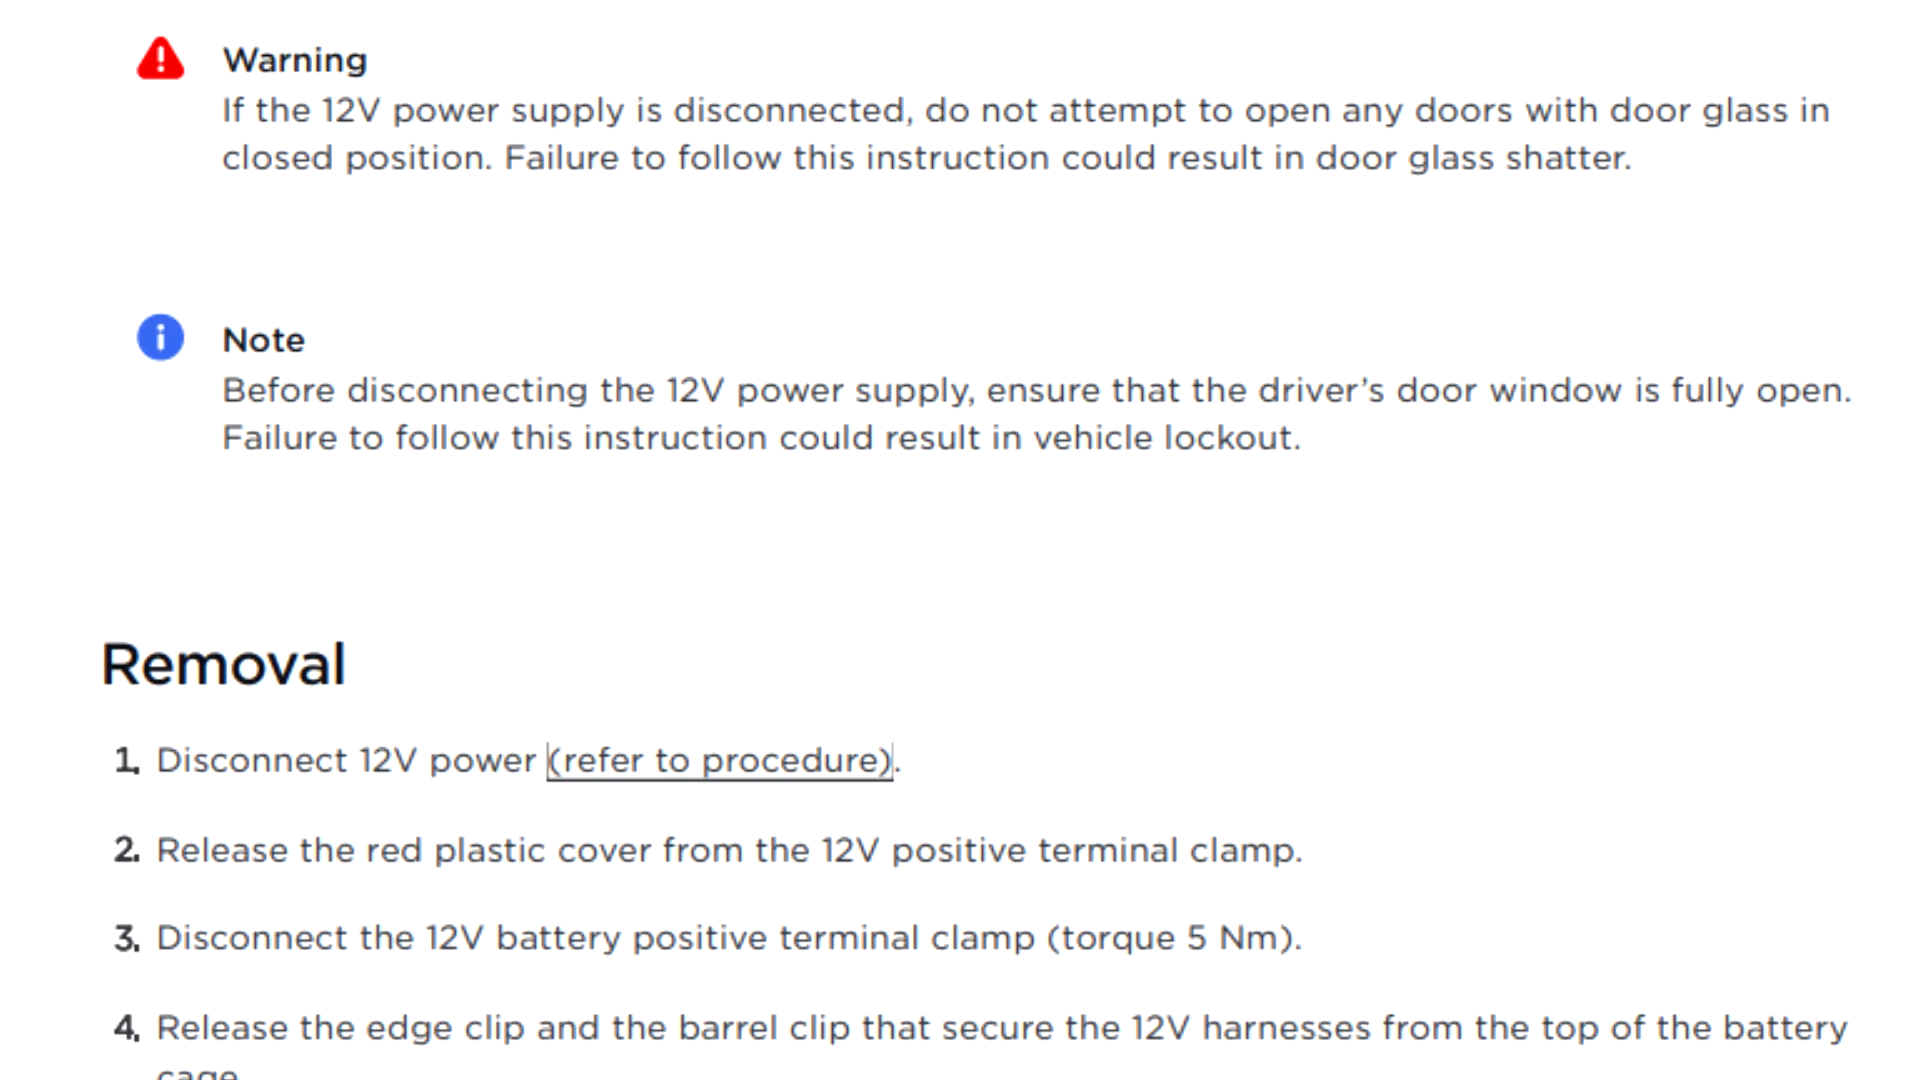 Warning
If the 12V power supply is disconnected, do not attempt to open any doors with door glass in
closed position. Failure to follow this instruction could result in door glass shatter.
Note
Before disconnecting the 12V power supply, ensure that the driver’s door window is fully open.
Failure to follow this instruction could result in vehicle lockout.
Removal
1. Disconnect 12V power (refer to procedure).
2. Release the red plastic cover from the 12V positive terminal clamp.
3. Disconnect the 12V battery positive terminal clamp (torque 5 Nm).
4. Release the edge clip and the barrel clip that secure the 12V harnesses from the top of the battery
cage